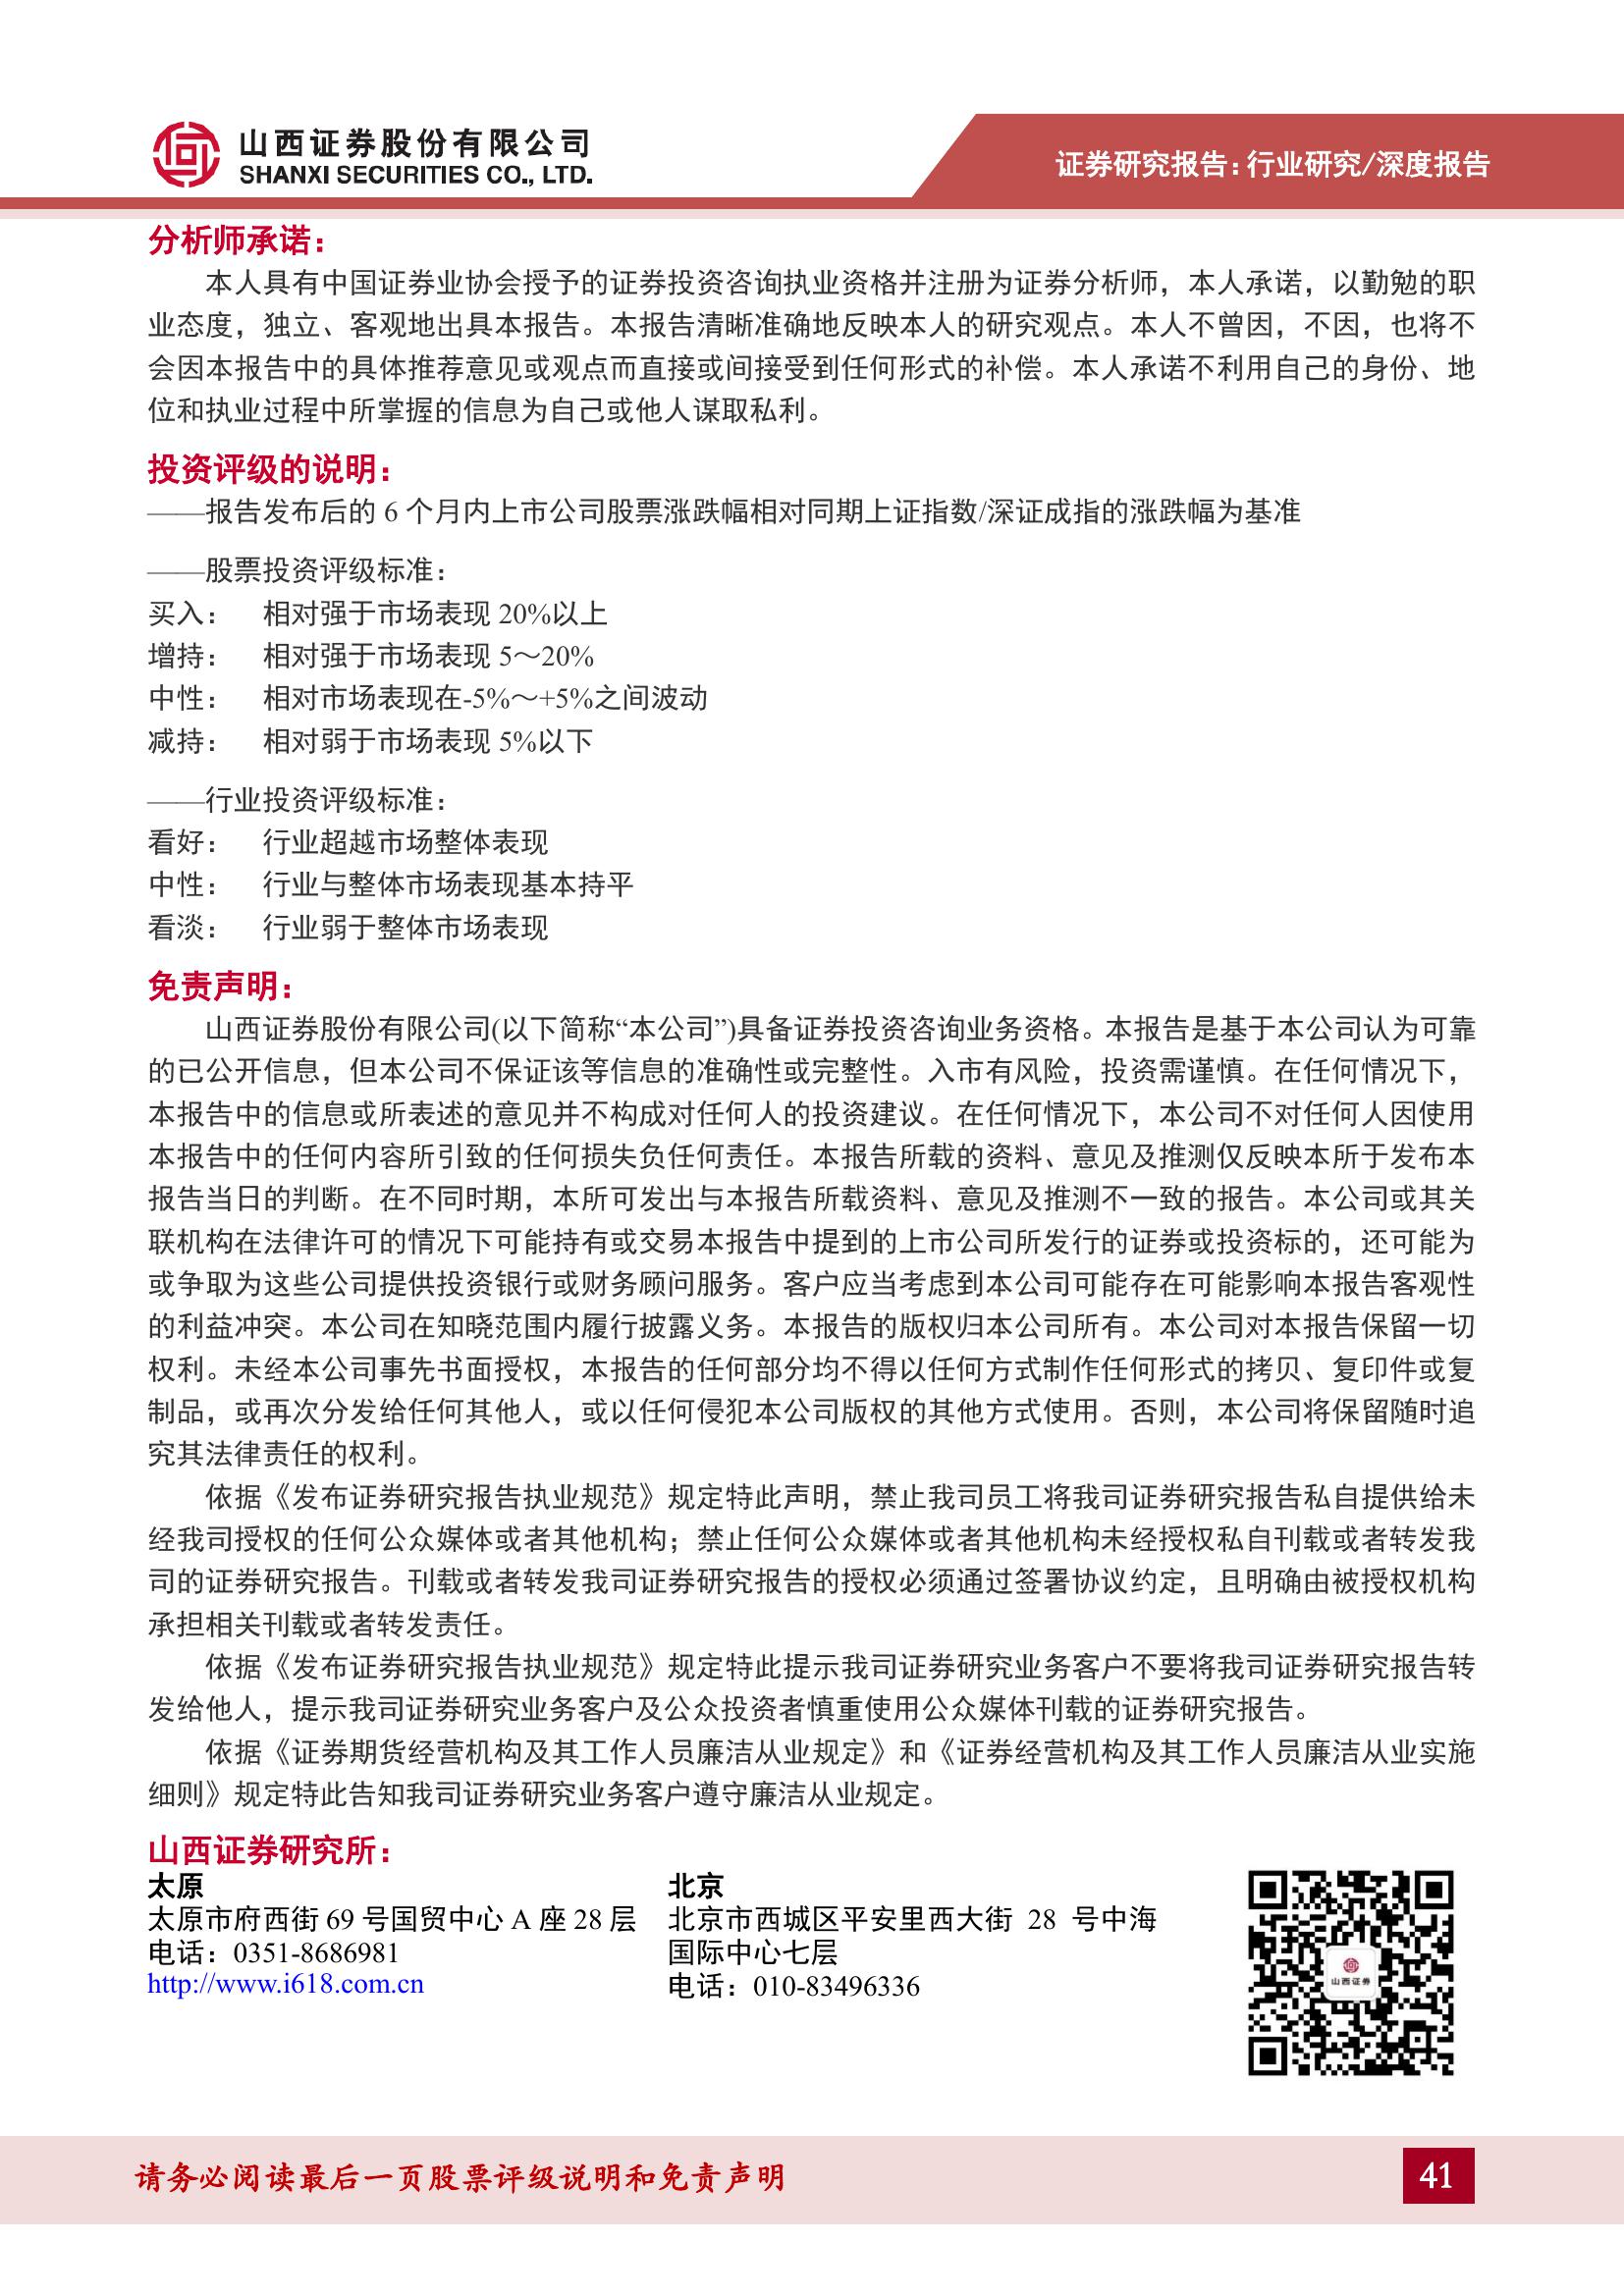 山西证券股份有限公司
SHANXI SECURITIES CO., LTD.
证券研究报告：行业研究/深度报告
分析师承诺：
本人具有中国证券业协会授予的证券投资咨询执业资格并注册为证券分析师，本人承诺，以勤勉的职
业态度，独立、客观地出具本报告。本报告清晰准确地反映本人的研究观点。本人不曾因，不因，也将不
会因本报告中的具体推荐意见或观点而直接或间接受到任何形式的补偿。本人承诺不利用自己的身份、地
位和执业过程中所掌握的信息为自己或他人谋取私利。
投资评级的说明：
——报告发布后的 6 个月内上市公司股票涨跌幅相对同期上证指数/深证成指的涨跌幅为基准
——股票投资评级标准：
买入： 相对强于市场表现 20%以上
增持： 相对强于市场表现 5～20%
中性： 相对市场表现在-5%～+5%之间波动
减持： 相对弱于市场表现 5%以下
——行业投资评级标准：
看好： 行业超越市场整体表现
中性： 行业与整体市场表现基本持平
看淡： 行业弱于整体市场表现
免责声明：
山西证券股份有限公司(以下简称“本公司”)具备证券投资咨询业务资格。本报告是基于本公司认为可靠
的已公开信息，但本公司不保证该等信息的准确性或完整性。入市有风险，投资需谨慎。在任何情况下，
本报告中的信息或所表述的意见并不构成对任何人的投资建议。在任何情况下，本公司不对任何人因使用
本报告中的任何内容所引致的任何损失负任何责任。本报告所载的资料、意见及推测仅反映本所于发布本
报告当日的判断。在不同时期，本所可发出与本报告所载资料、意见及推测不一致的报告。本公司或其关
联机构在法律许可的情况下可能持有或交易本报告中提到的上市公司所发行的证券或投资标的，还可能为
或争取为这些公司提供投资银行或财务顾问服务。客户应当考虑到本公司可能存在可能影响本报告客观性
的利益冲突。本公司在知晓范围内履行披露义务。本报告的版权归本公司所有。本公司对本报告保留一切
权利。未经本公司事先书面授权，本报告的任何部分均不得以任何方式制作任何形式的拷贝、复印件或复
制品，或再次分发给任何其他人，或以任何侵犯本公司版权的其他方式使用。否则，本公司将保留随时追
究其法律责任的权利。
依据《发布证券研究报告执业规范》规定特此声明，禁止我司员工将我司证券研究报告私自提供给未
经我司授权的任何公众媒体或者其他机构；禁止任何公众媒体或者其他机构未经授权私自刊载或者转发我
司的证券研究报告。刊载或者转发我司证券研究报告的授权必须通过签署协议约定，且明确由被授权机构
承担相关刊载或者转发责任。
依据《发布证券研究报告执业规范》规定特此提示我司证券研究业务客户不要将我司证券研究报告转
发给他人，提示我司证券研究业务客户及公众投资者慎重使用公众媒体刊载的证券研究报告。
依据《证券期货经营机构及其工作人员廉洁从业规定》和《证券经营机构及其工作人员廉洁从业实施
细则》规定特此告知我司证券研究业务客户遵守廉洁从业规定。
山西证券研究所：
太原
太原市府西街 69 号国贸中心 A 座 28 层
电话：0351-8686981
http://www.i618.com.cn
北京
北京市西城区平安里西大街 28 号中海
国际中心七层
电话：010-83496336
山西证券
请务必阅读最后一页股票评级说明和免责声明
41